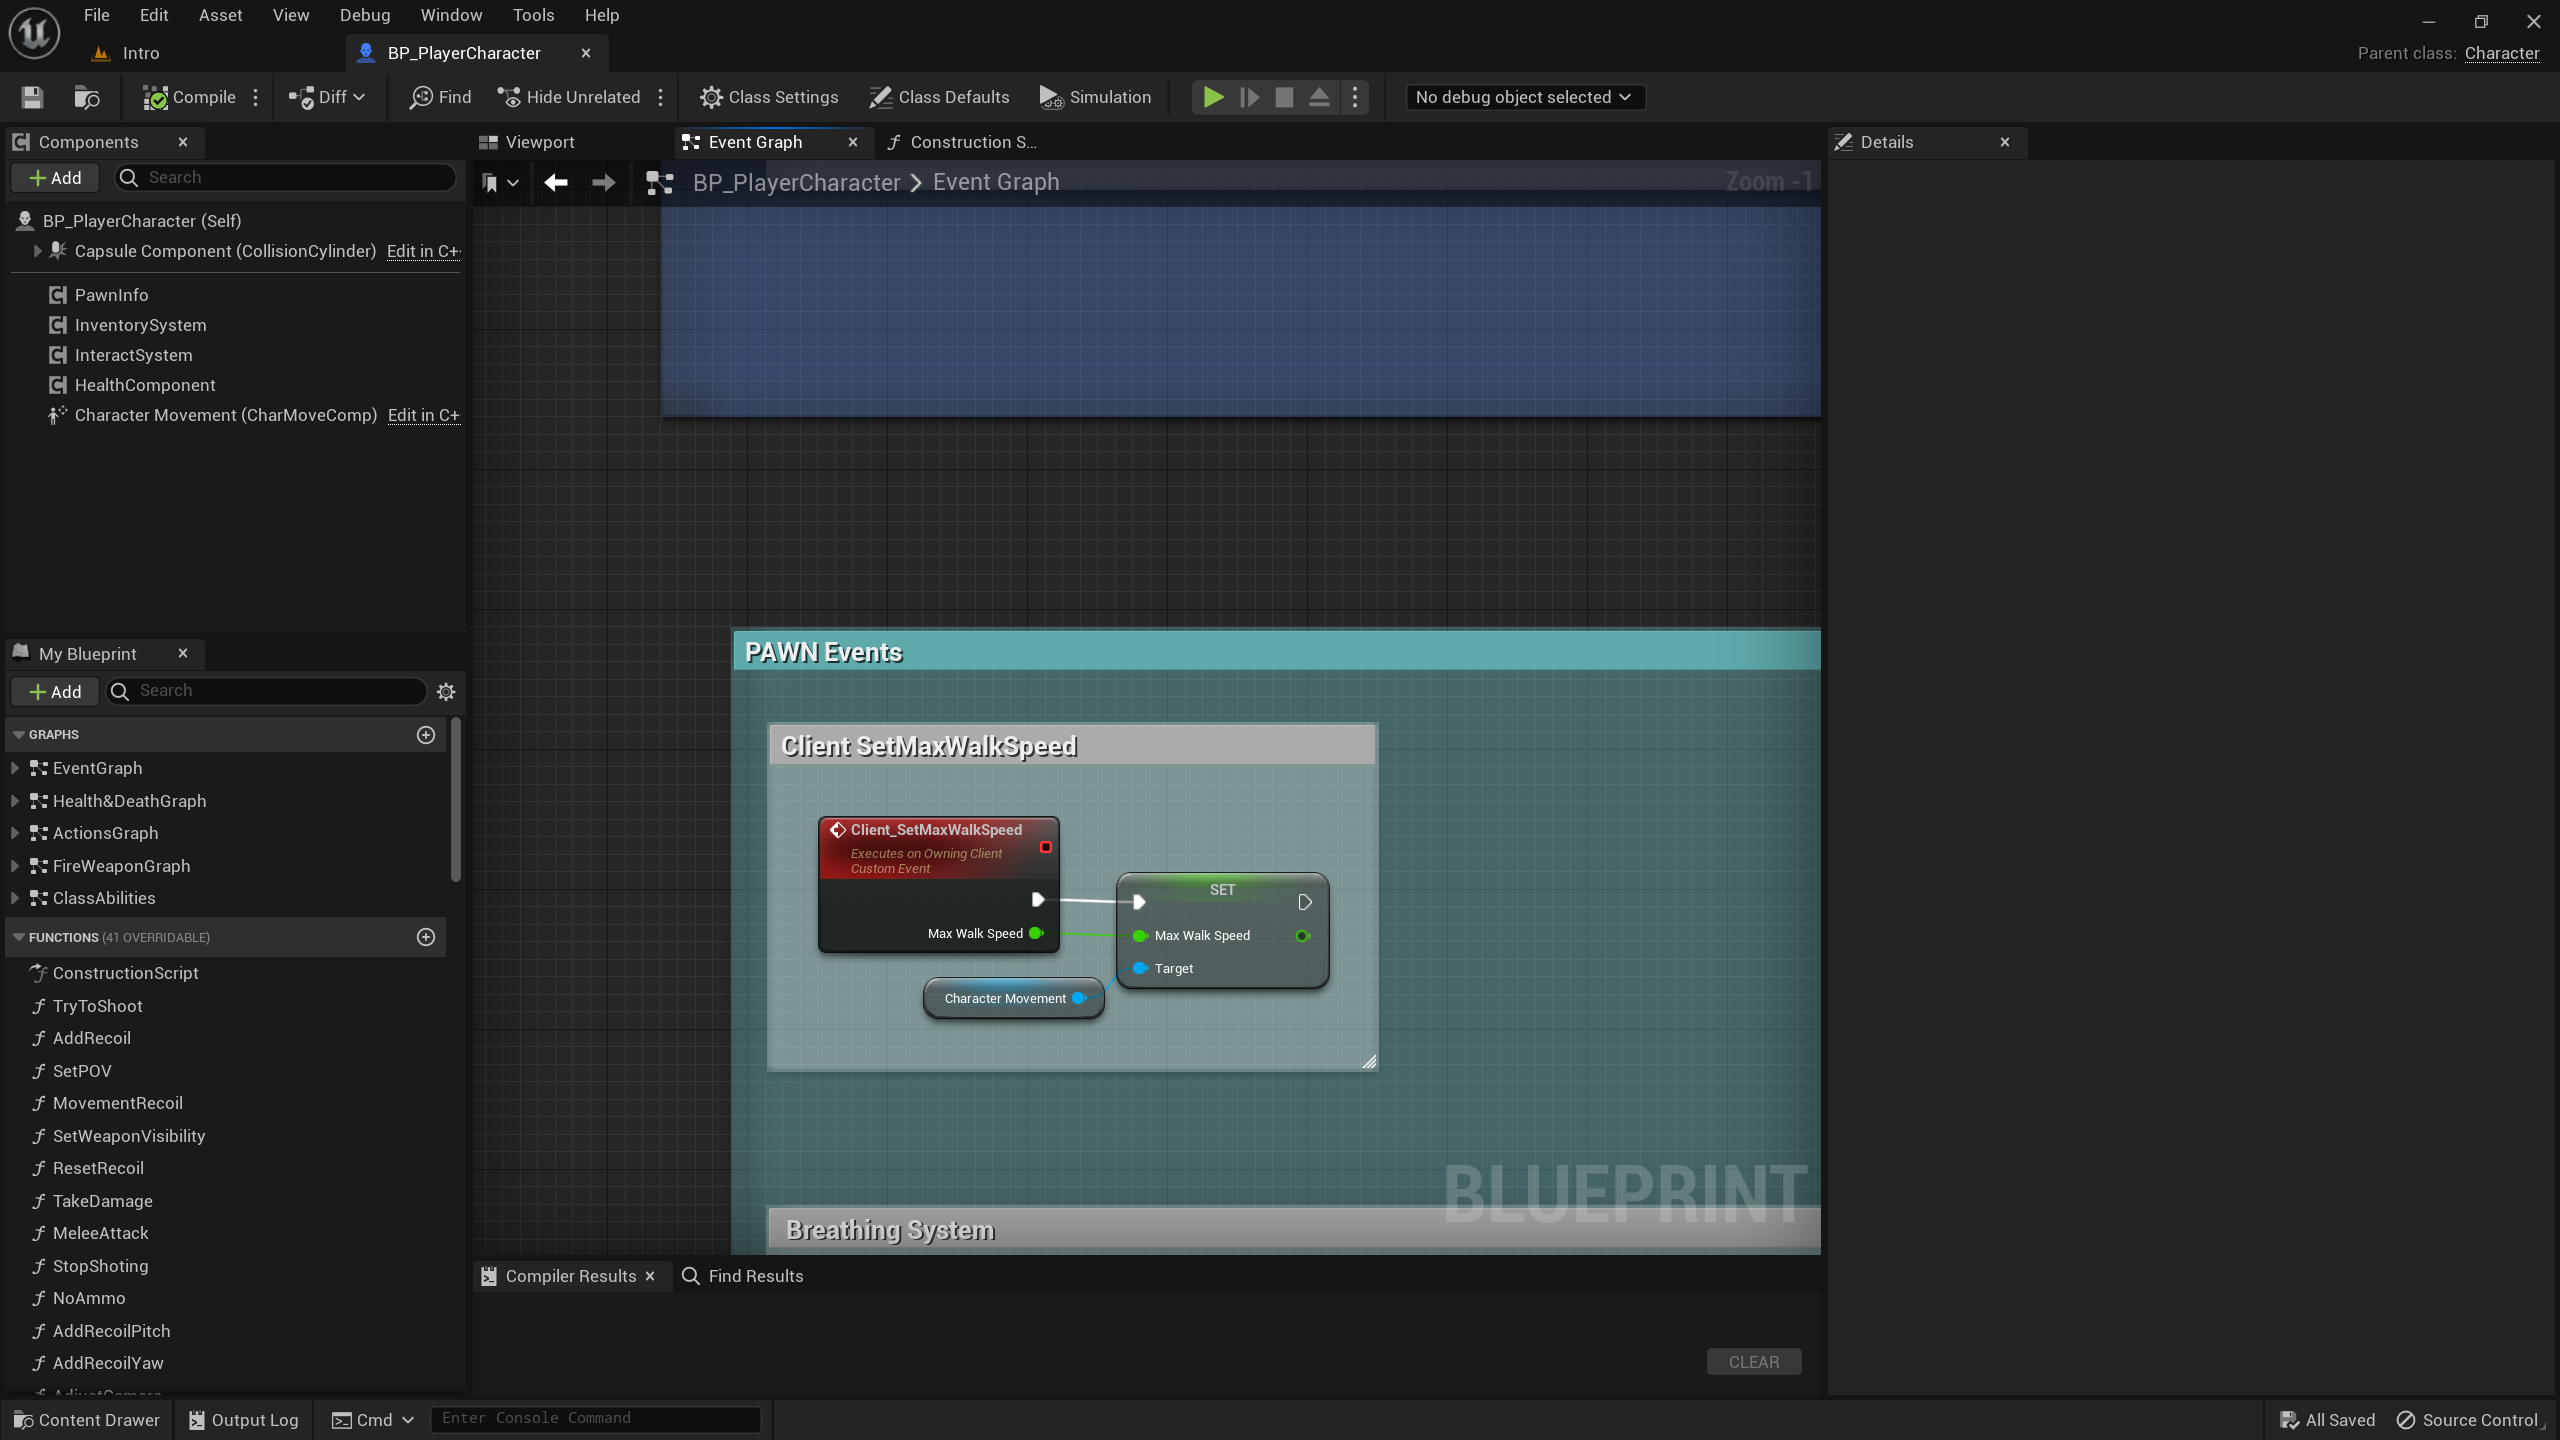 File Edit Asset View Debug Window Tools Help
Intro
BP_PlayerCharacter
Parent class: Character
Compile
Diff
Find
Hide Unrelated
Class Settings
Class Defaults
Simulation
No debug object selected
Components
Add
Search
BP_PlayerCharacter (Self)
Capsule Component (CollisionCylinder) Edit in C+
PawnInfo
InventorySystem
InteractSystem
HealthComponent
Character Movement (CharMoveComp) Edit in C+
My Blueprint
Add
Search
GRAPHS
EventGraph
Health&DeathGraph
ActionsGraph
FireWeaponGraph
ClassAbilities
FUNCTIONS (41 OVERRIDABLE)
ConstructionScript
TryToShoot
AddRecoil
SetPOV
MovementRecoil
SetWeaponVisibility
ResetRecoil
TakeDamage
MeleeAttack
StopShoting
NoAmmo
AddRecoilPitch
AddRecoilYaw
AdjustCamera
Viewport
Event Graph
Construction S...
BP_PlayerCharacter > Event Graph
Zoom -1
PAWN Events
Client SetMaxWalkSpeed
Client_SetMaxWalkSpeed
Executes on Owning Client
Custom Event
Max Walk Speed
SET
Max Walk Speed
Target
Character Movement
BLUEPRINT
Breathing System
Compiler Results
Find Results
CLEAR
Details
Content Drawer
Output Log
Cmd
Enter Console Command
All Saved
Source Control